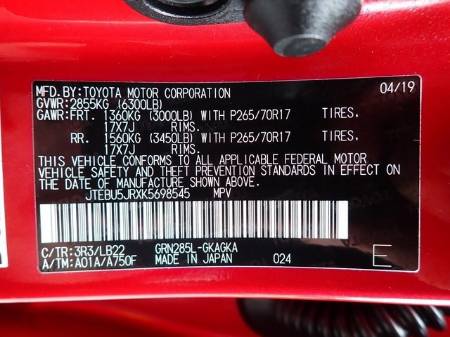 MFD. BY:TOYOTA MOTOR CORPORATION 04/19
GVWR:2855KG (6300LB)
GAWR:FRT. 1360KG (3000LB) WITH P265/70R17 TIRES.
17X7J RIMS.
RR. 1560KG (3450LB) WITH P265/70R17 TIRES.
17X7J RIMS.
THIS VEHICLE CONFORMS TO ALL APPLICABLE FEDERAL MOTOR
VEHICLE SAFETY AND THEFT PREVENTION STANDARDS IN EFFECT ON
THE DATE OF MANUFACTURE SHOWN ABOVE.
JTEBU5JRXK5698545 MPV
C/TR:3R3/LB22 GRN285L-GKAGKA
A/TM:A01A/A750F MADE IN JAPAN 024 E